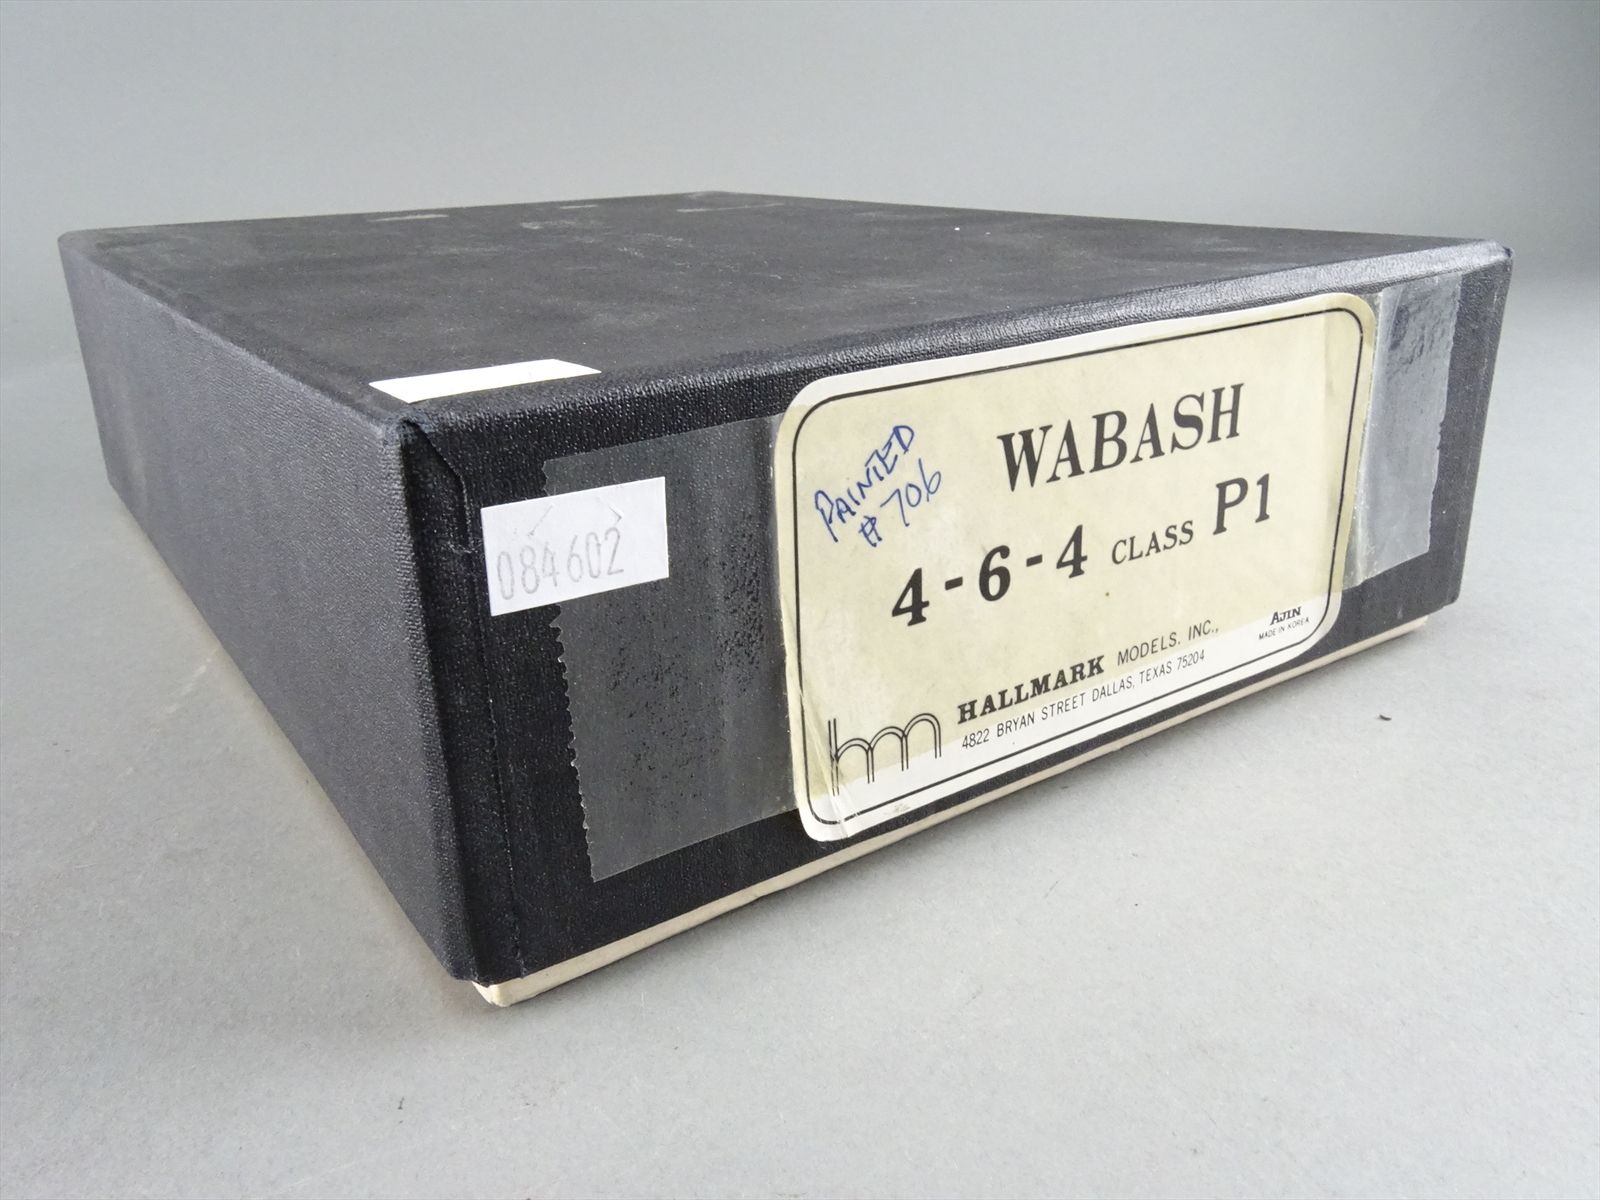 084602
PAINTED
# 706
WABASH
4-6-4 CLASS P1
hm
HALLMARK MODELS, INC.,
4822 BRYAN STREET DALLAS, TEXAS 75204
AJIN
MADE IN KOREA